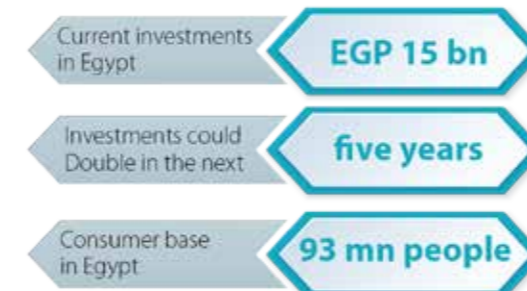 Current investments
in Egypt
EGP 15 bn
Investments could
Double in the next
five years
Consumer base
in Egypt
93 mn people